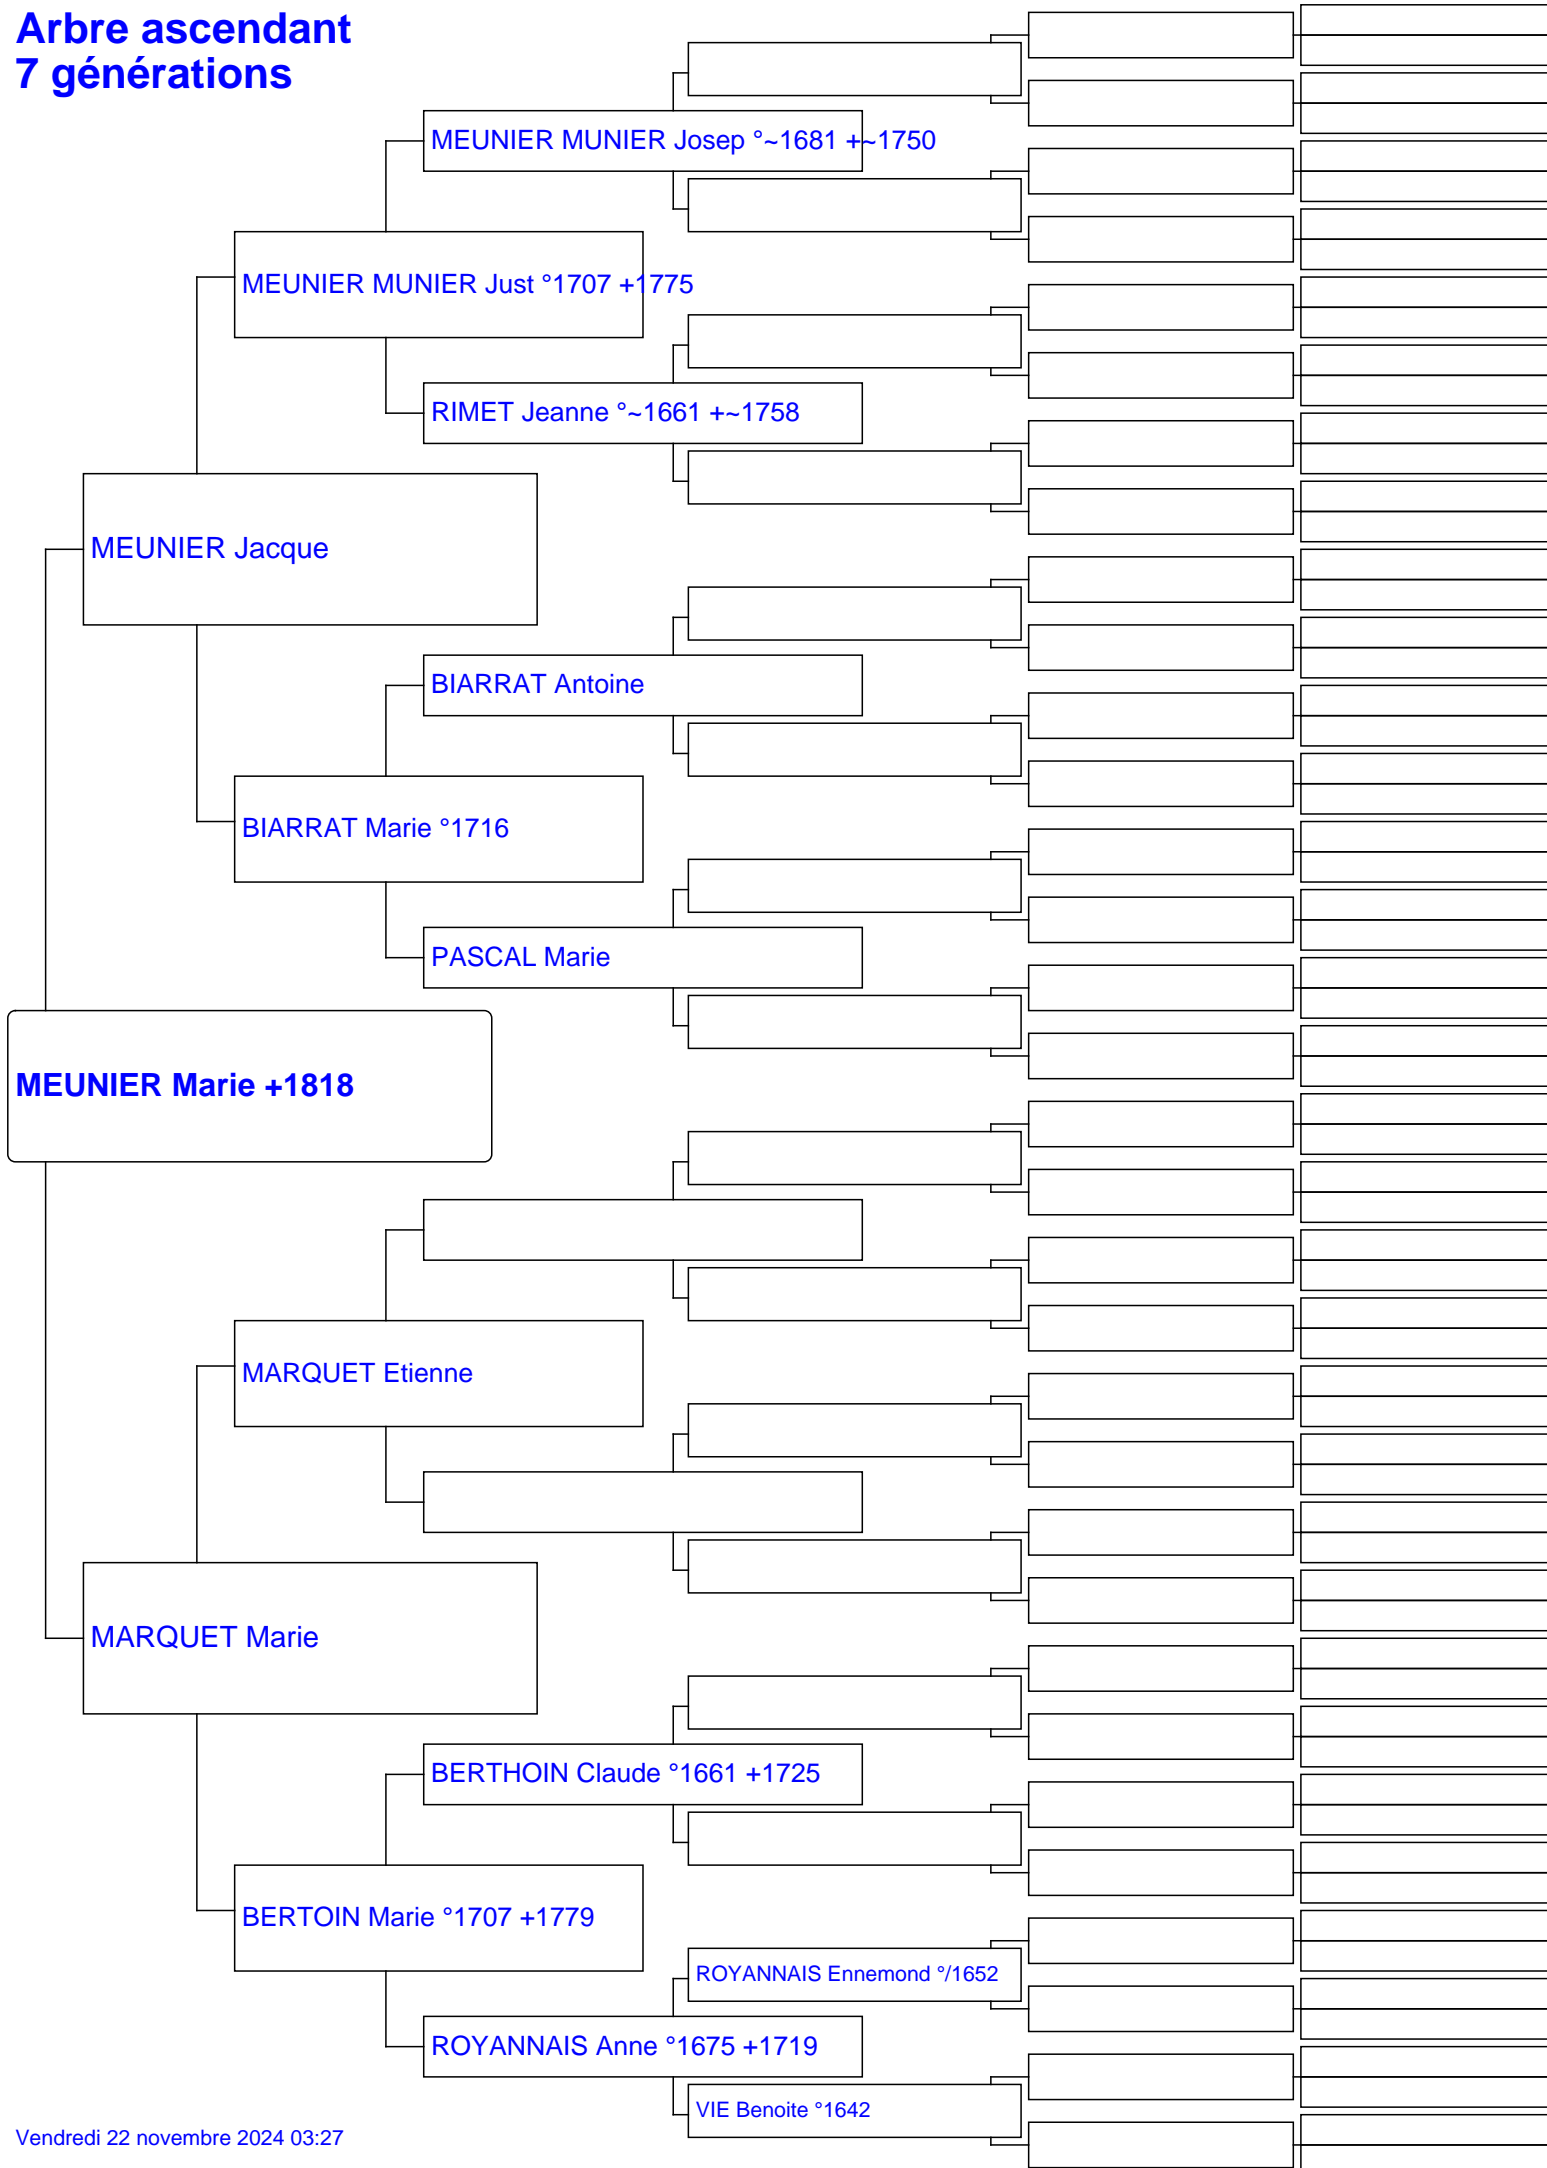 Arbre ascendant
7 générations
MEUNIER MUNIER Josep °~1681 +~1750
MEUNIER MUNIER Just °1707 +1775
RIMET Jeanne °~1661 +~1758
MEUNIER Jacque
BIARRAT Antoine
BIARRAT Marie °1716
PASCAL Marie
MEUNIER Marie +1818
MARQUET Etienne
MARQUET Marie
BERTHOIN Claude °1661 +1725
BERTOIN Marie °1707 +1779
ROYANNAIS Ennemond °/1652
ROYANNAIS Anne °1675 +1719
VIE Benoite °1642
Vendredi 22 novembre 2024 03:27